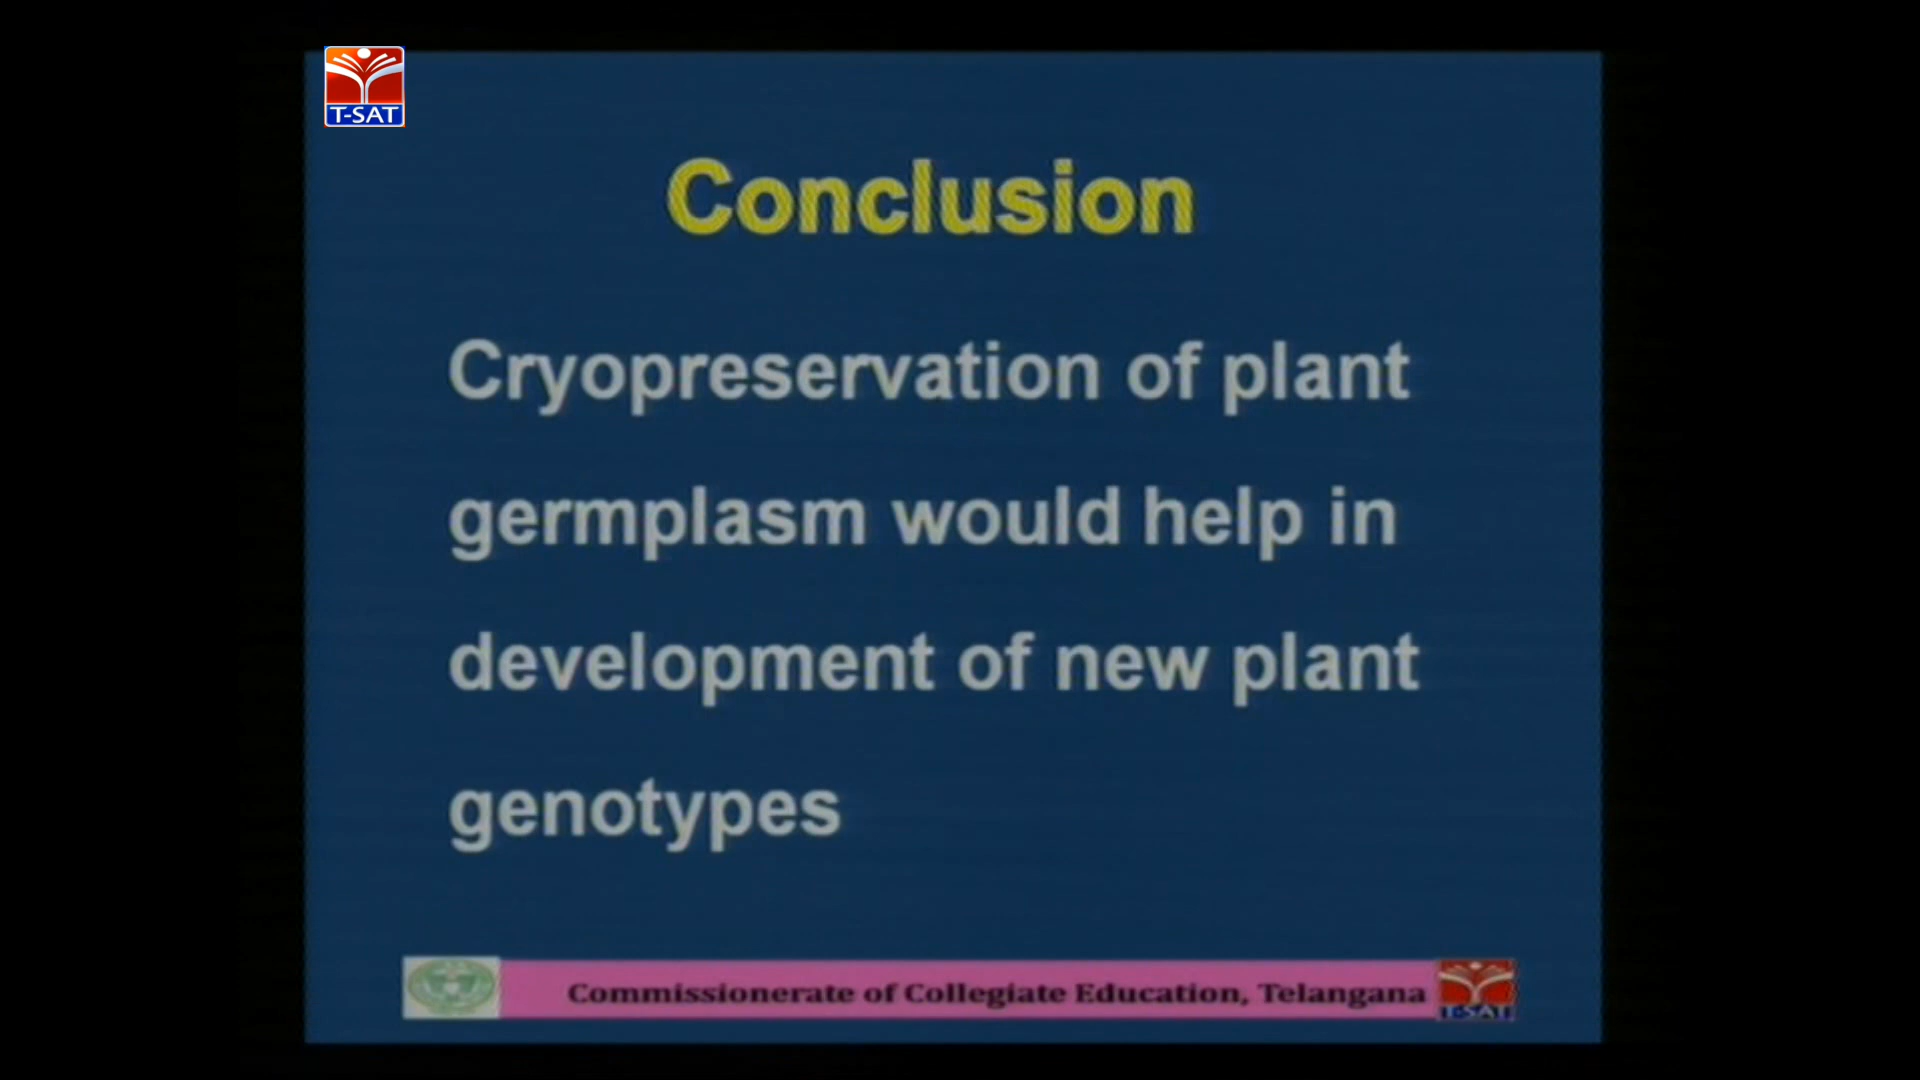 T-SAT
Conclusion
Cryopreservation of plant
germplasm would help in
development of new plant
genotypes
Commissionerate of Collegiate Education, Telangana
T-SAT